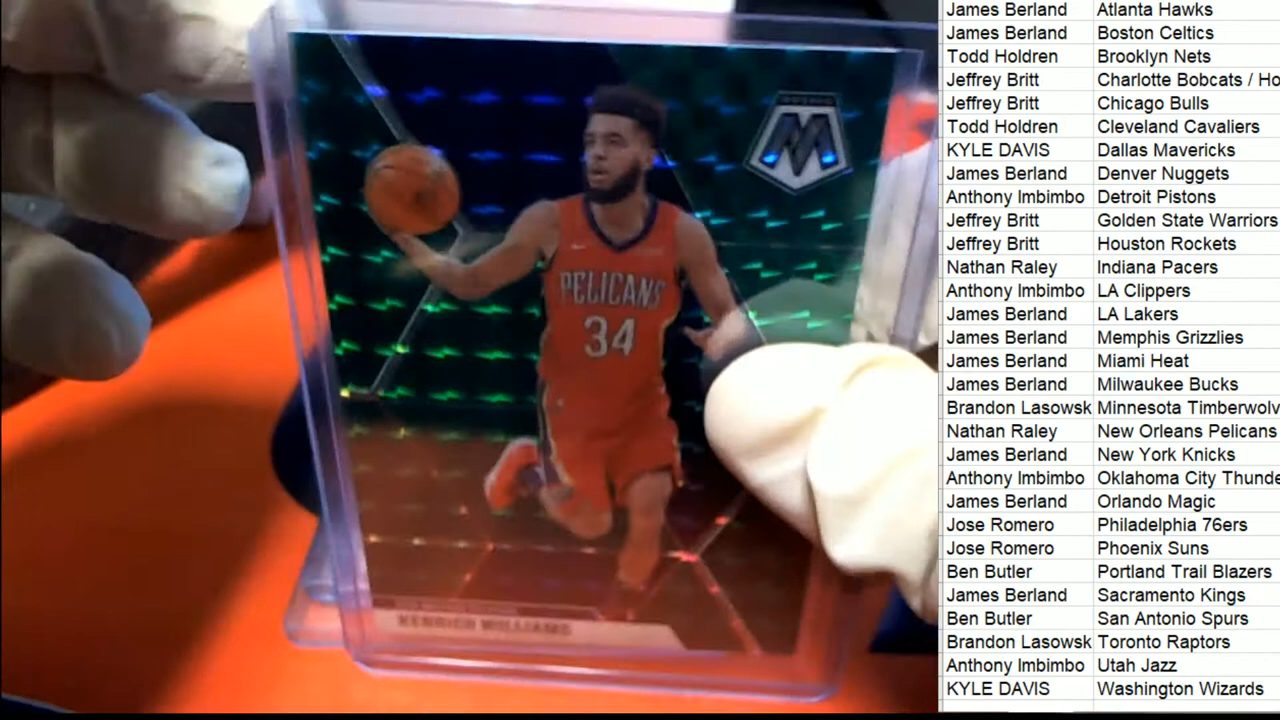 PELICANS
34
M
KENRICH WILLIAMS
James Berland Atlanta Hawks
James Berland Boston Celtics
Todd Holdren Brooklyn Nets
Jeffrey Britt Charlotte Bobcats / Ho
Jeffrey Britt Chicago Bulls
Todd Holdren Cleveland Cavaliers
KYLE DAVIS Dallas Mavericks
James Berland Denver Nuggets
Anthony Imbimbo Detroit Pistons
Jeffrey Britt Golden State Warriors
Jeffrey Britt Houston Rockets
Nathan Raley Indiana Pacers
Anthony Imbimbo LA Clippers
James Berland LA Lakers
James Berland Memphis Grizzlies
James Berland Miami Heat
James Berland Milwaukee Bucks
Brandon Lasowsk Minnesota Timberwolv
Nathan Raley New Orleans Pelicans
James Berland New York Knicks
Anthony Imbimbo Oklahoma City Thunde
James Berland Orlando Magic
Jose Romero Philadelphia 76ers
Jose Romero Phoenix Suns
Ben Butler Portland Trail Blazers
James Berland Sacramento Kings
Ben Butler San Antonio Spurs
Brandon Lasowsk Toronto Raptors
Anthony Imbimbo Utah Jazz
KYLE DAVIS Washington Wizards